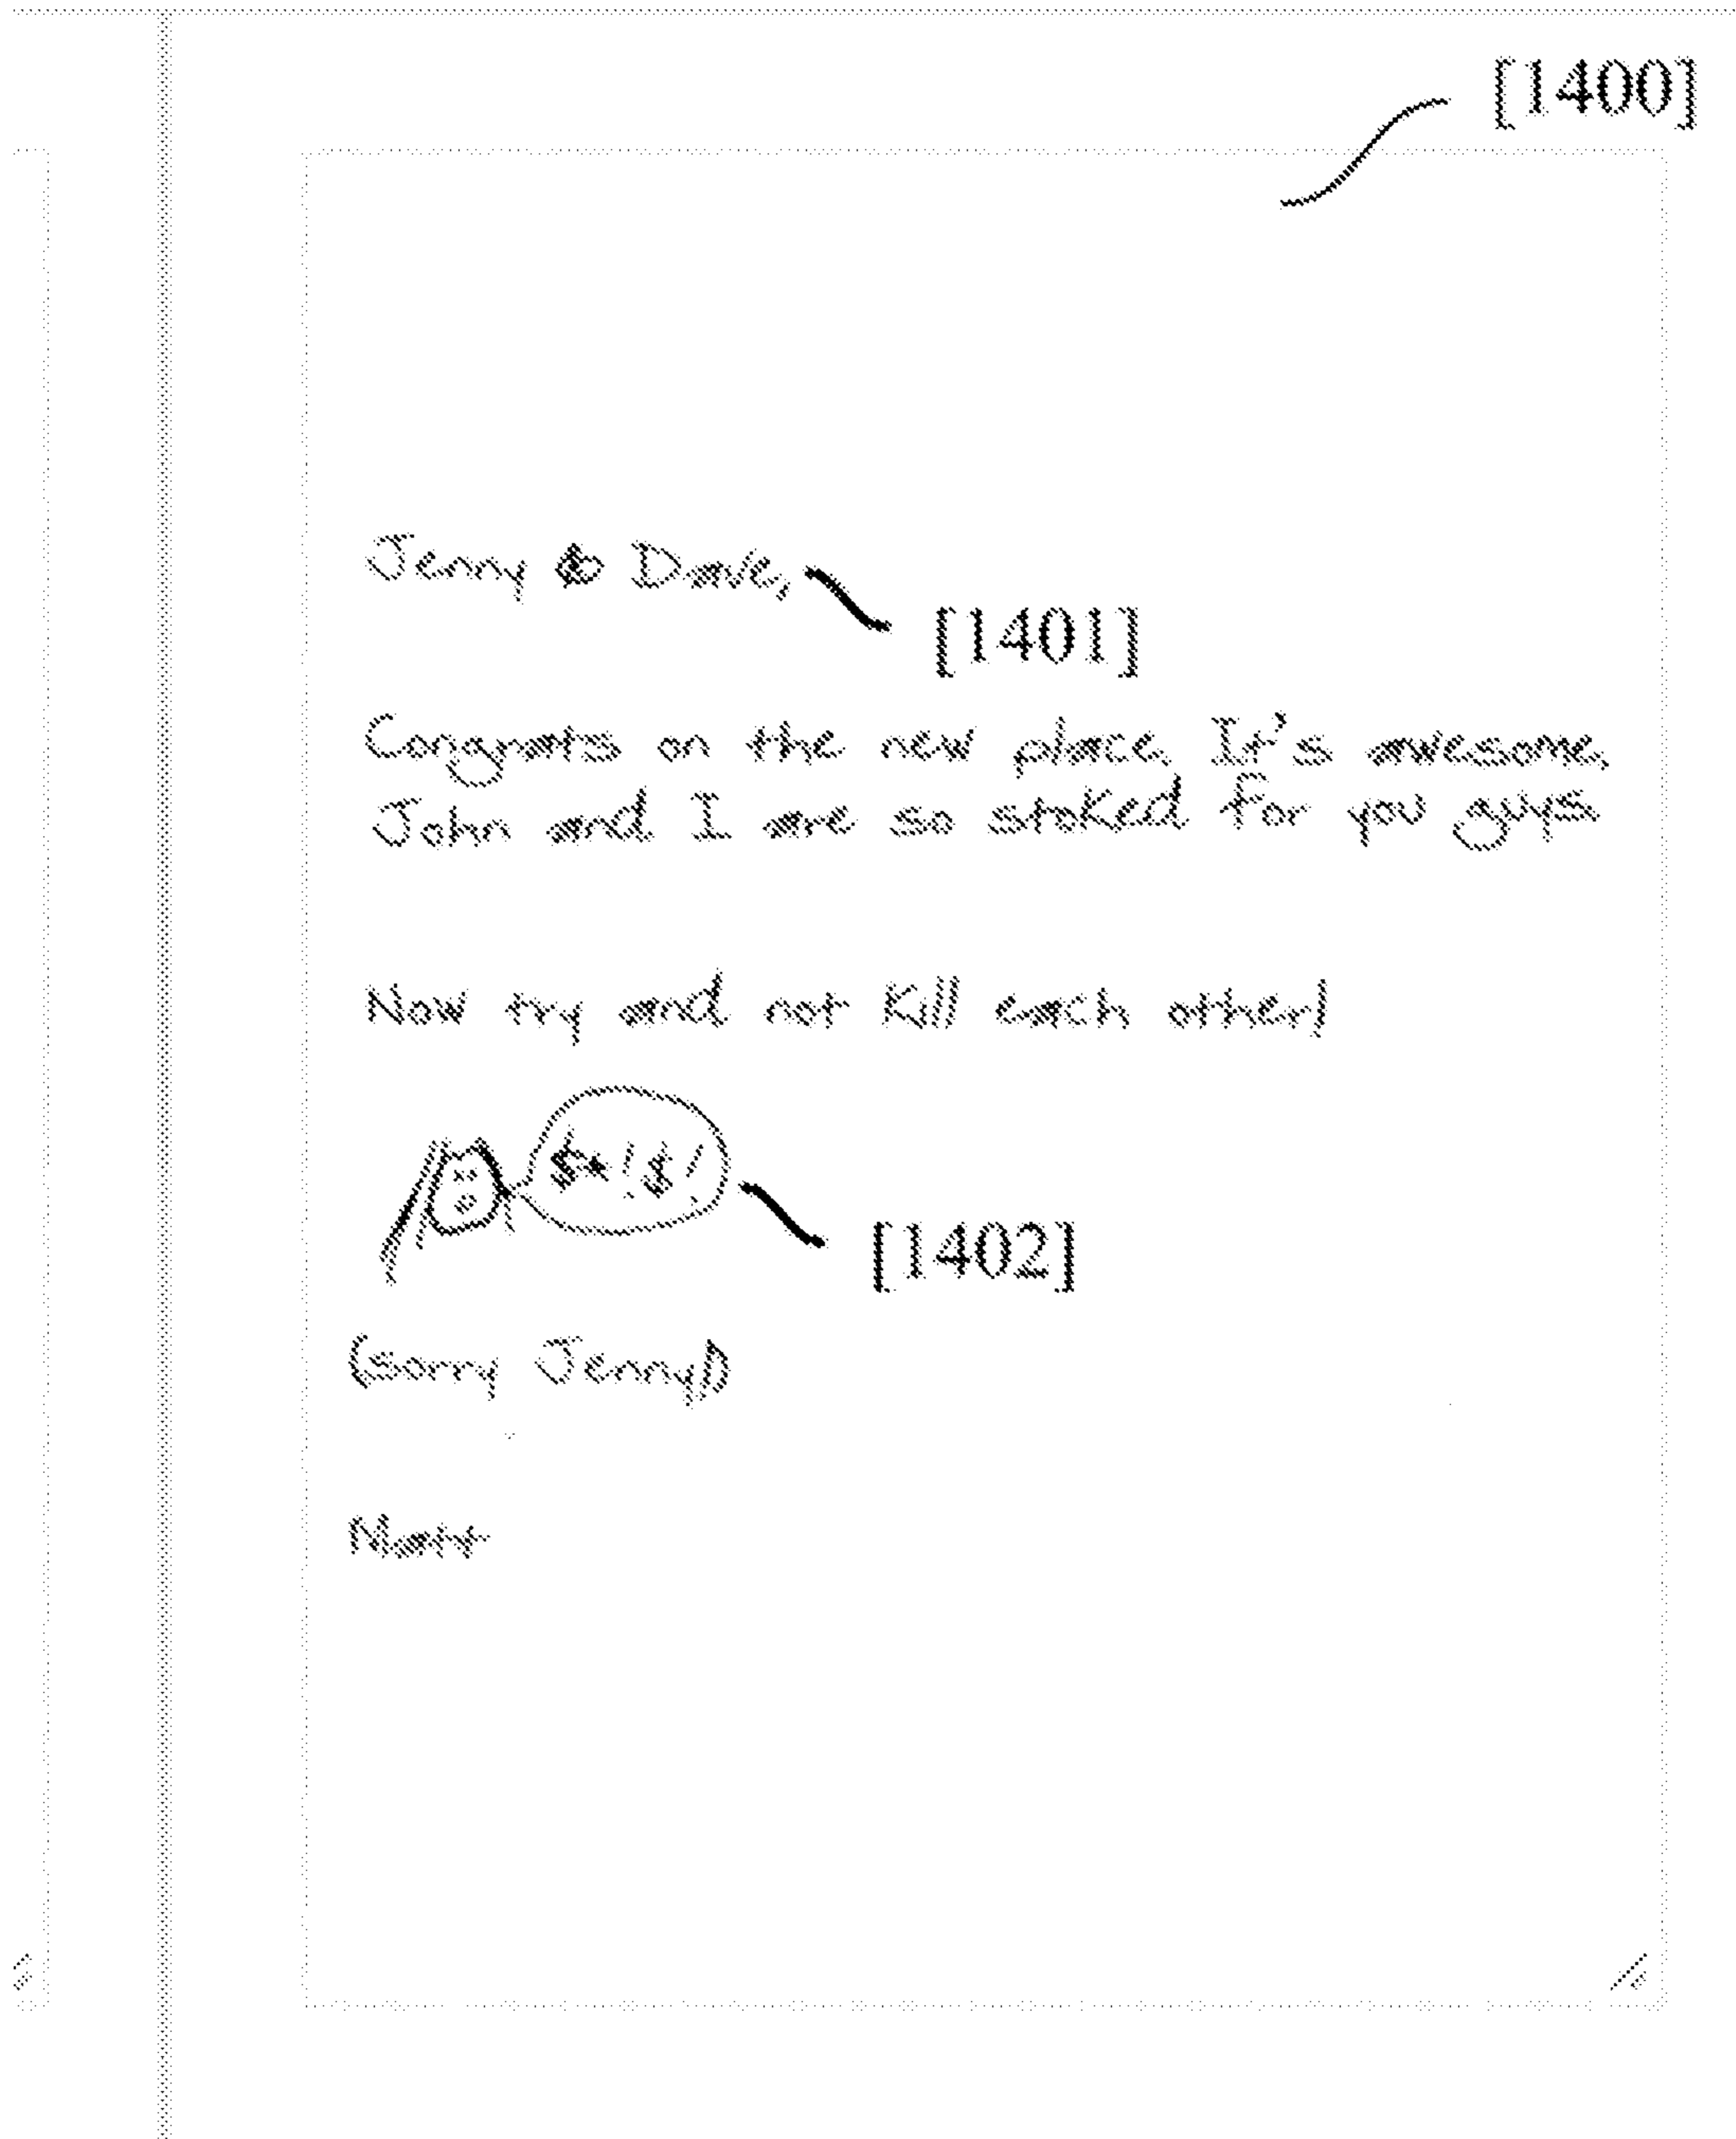 [1400]
Jenny & Dave,
[1401]
Congrats on the new place, It's awesome,
John and I are so stoked for you guys
Now try and not Kill each other!
$*!$!
[1402]
(sorry Jenny!)
Matt